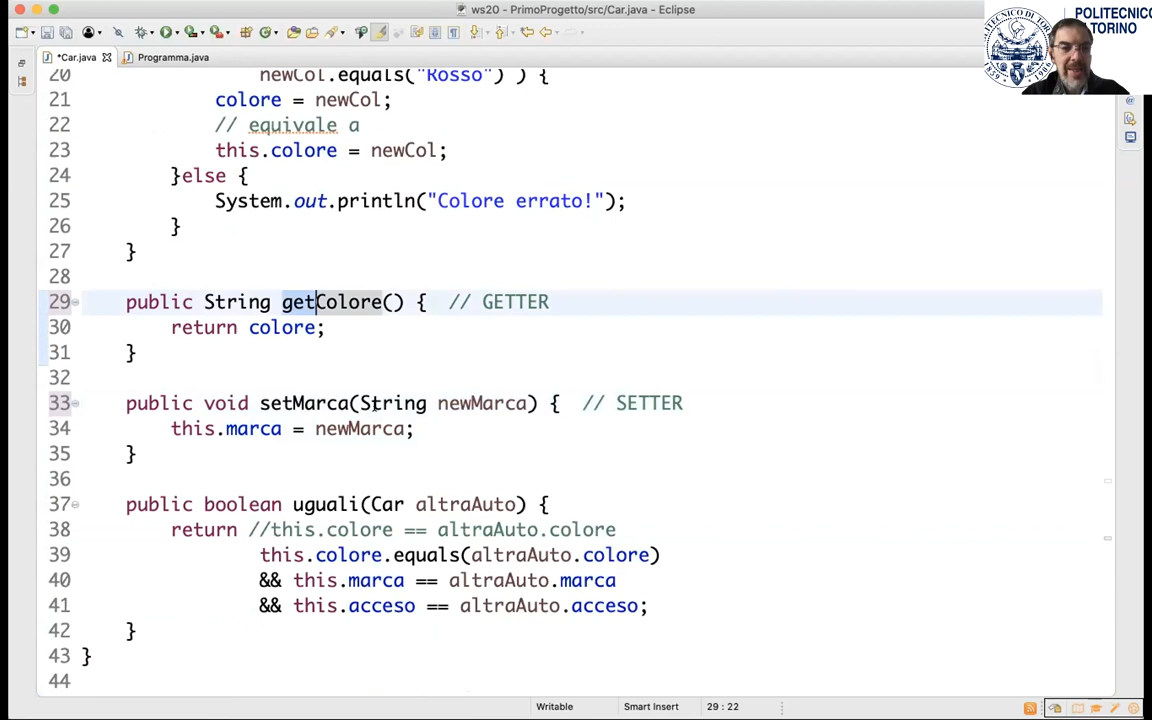 ws20 - PrimoProgetto/src/Car.java - Eclipse
POLITECNICO
DI TORINO
*Car.java
Programma.java
20 newCol.equals("Rosso") ) {
21 colore = newCol;
22 // equivale a
23 this.colore = newCol;
24 }else {
25 System.out.println("Colore errato!");
26 }
27 }
28
29 public String getColore() { // GETTER
30 return colore;
31 }
32
33 public void setMarca(String newMarca) { // SETTER
34 this.marca = newMarca;
35 }
36
37 public boolean uguali(Car altraAuto) {
38 return //this.colore == altraAuto.colore
39 this.colore.equals(altraAuto.colore)
40 && this.marca == altraAuto.marca
41 && this.acceso == altraAuto.acceso;
42 }
43 }
44
Writable Smart Insert 29 : 22